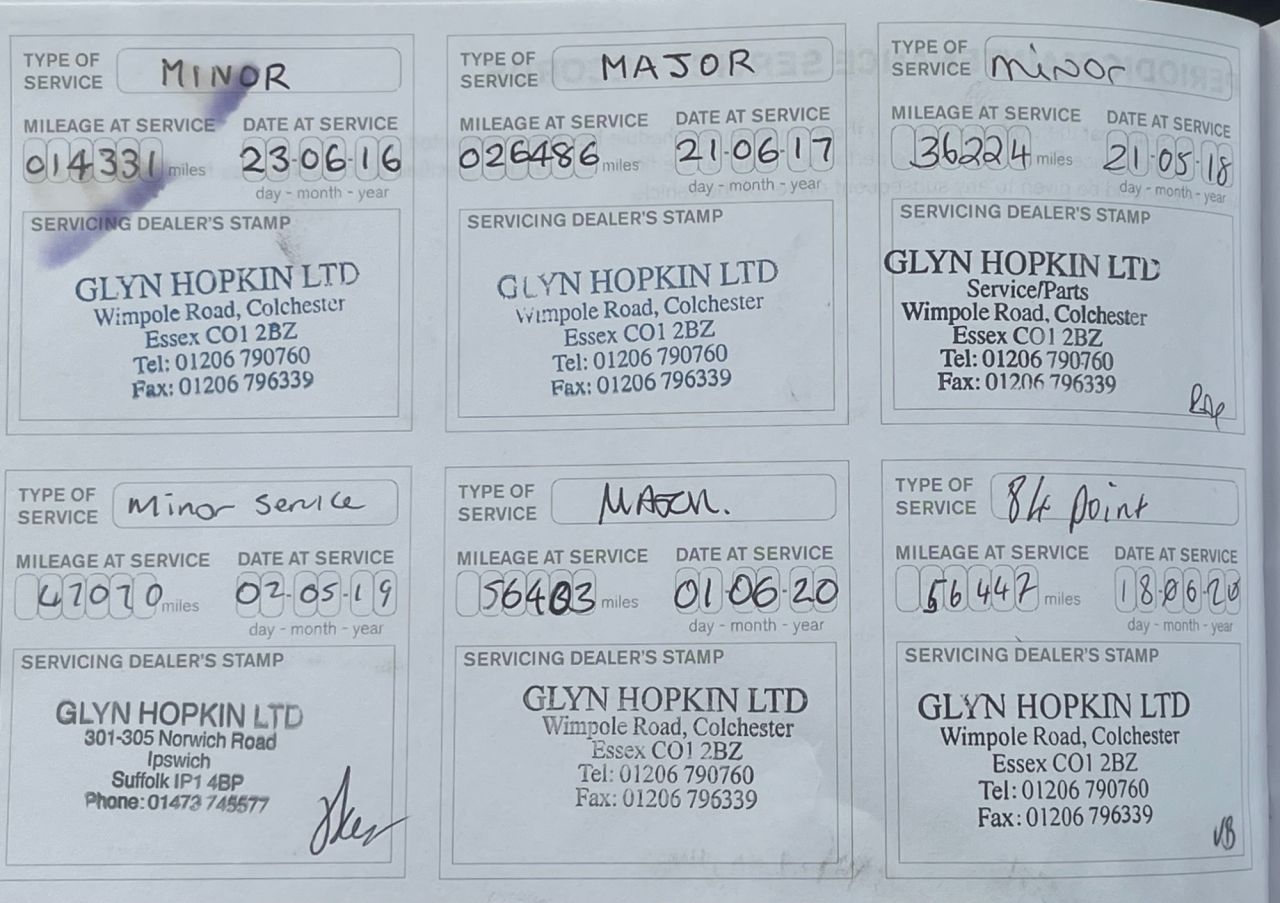 TYPE OF
SERVICE
MINOR
MILEAGE AT SERVICE
DATE AT SERVICE
014331 miles
23-06-16
day - month - year
SERVICING DEALER'S STAMP
GLYN HOPKIN LTD
Wimpole Road, Colchester
Essex CO1 2BZ
Tel: 01206 790760
Fax: 01206 796339
TYPE OF
SERVICE
MAJOR
MILEAGE AT SERVICE
DATE AT SERVICE
026486 miles
21-06-17
day - month - year
SERVICING DEALER'S STAMP
GLYN HOPKIN LTD
Wimpole Road, Colchester
Essex CO1 2BZ
Tel: 01206 790760
Fax: 01206 796339
TYPE OF
SERVICE
minor
MILEAGE AT SERVICE
DATE AT SERVICE
36224 miles
21-05-18
day - month - year
SERVICING DEALER'S STAMP
GLYN HOPKIN LTD
Service/Parts
Wimpole Road, Colchester
Essex CO1 2BZ
Tel: 01206 790760
Fax: 01206 796339
TYPE OF
SERVICE
Minor Service
MILEAGE AT SERVICE
DATE AT SERVICE
47070 miles
02-05-19
day - month - year
SERVICING DEALER'S STAMP
GLYN HOPKIN LTD
301-305 Norwich Road
Ipswich
Suffolk IP1 4BP
Phone: 01473 745577
TYPE OF
SERVICE
MILEAGE AT SERVICE
DATE AT SERVICE
miles
01-06-20
day - month - year
SERVICING DEALER'S STAMP
GLYN HOPKIN LTD
Wimpole Road, Colchester
Essex CO1 2BZ
Tel: 01206 790760
Fax: 01206 796339
TYPE OF
SERVICE
84 point
MILEAGE AT SERVICE
DATE AT SERVICE
56447 miles
18-06-20
day - month - year
SERVICING DEALER'S STAMP
GLYN HOPKIN LTD
Wimpole Road, Colchester
Essex CO1 2BZ
Tel: 01206 790760
Fax: 01206 796339
VB